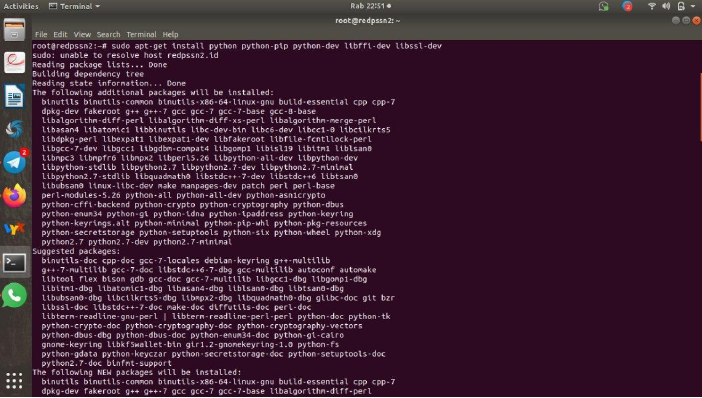 Activities
Terminal
Rab 22:51
2
root@redpssn2: ~
File Edit View Search Terminal Help
root@redpssn2:~# sudo apt-get install python python-pip python-dev libffi-dev libssl-dev
sudo: unable to resolve host redpssn2.id
Reading package lists... Done
Building dependency tree
Reading state information... Done
The following additional packages will be installed:
binutils binutils-common binutils-x86-64-linux-gnu build-essential cpp cpp-7
dpkg-dev fakeroot g++ g++-7 gcc gcc-7 gcc-7-base gcc-8-base
libalgorithm-diff-perl libalgorithm-diff-xs-perl libalgorithm-merge-perl
libasan4 libatomic1 libbinutils libc-dev-bin libc6-dev libcc1-0 libcilkrts5
libdpkg-perl libexpat1 libexpat1-dev libfakeroot libfile-fcntllock-perl
libgcc-7-dev libgcc1 libgdbm-compat4 libgomp1 libisl19 libitm1 liblsan0
libmpc3 libmpfr6 libmpx2 libperl5.26 libpython-all-dev libpython-dev
libpython-stdlib libpython2.7 libpython2.7-dev libpython2.7-minimal
libpython2.7-stdlib libquadmath0 libstdc++-7-dev libstdc++6 libtsan0
libubsan0 linux-libc-dev make manpages-dev patch perl perl-base
perl-modules-5.26 python-all python-all-dev python-asn1crypto
python-cffi-backend python-crypto python-cryptography python-dbus
python-enum34 python-gi python-idna python-ipaddress python-keyring
python-keyrings.alt python-minimal python-pip-whl python-pkg-resources
python-secretstorage python-setuptools python-six python-wheel python-xdg
python2.7 python2.7-dev python2.7-minimal
Suggested packages:
binutils-doc cpp-doc gcc-7-locales debian-keyring g++-multilib
g++-7-multilib gcc-7-doc libstdc++6-7-dbg gcc-multilib autoconf automake
libtool flex bison gdb gcc-doc gcc-7-multilib libgcc1-dbg libgomp1-dbg
libitm1-dbg libatomic1-dbg libasan4-dbg liblsan0-dbg libtsan0-dbg
libubsan0-dbg libcilkrts5-dbg libmpx2-dbg libquadmath0-dbg glibc-doc git bzr
libssl-doc libstdc++-7-doc make-doc diffutils-doc perl-doc
libterm-readline-gnu-perl | libterm-readline-perl-perl python-doc python-tk
python-crypto-doc python-cryptography-doc python-cryptography-vectors
python-dbus-dbg python-dbus-doc python-enum34-doc python-gi-cairo
gnome-keyring libkf5wallet-bin gir1.2-gnomekeyring-1.0 python-fs
python-gdata python-keyczar python-secretstorage-doc python-setuptools-doc
python2.7-doc binfmt-support
The following NEW packages will be installed:
binutils binutils-common binutils-x86-64-linux-gnu build-essential cpp cpp-7
dpkg-dev fakeroot g++ g++-7 gcc gcc-7 gcc-7-base libalgorithm-diff-perl